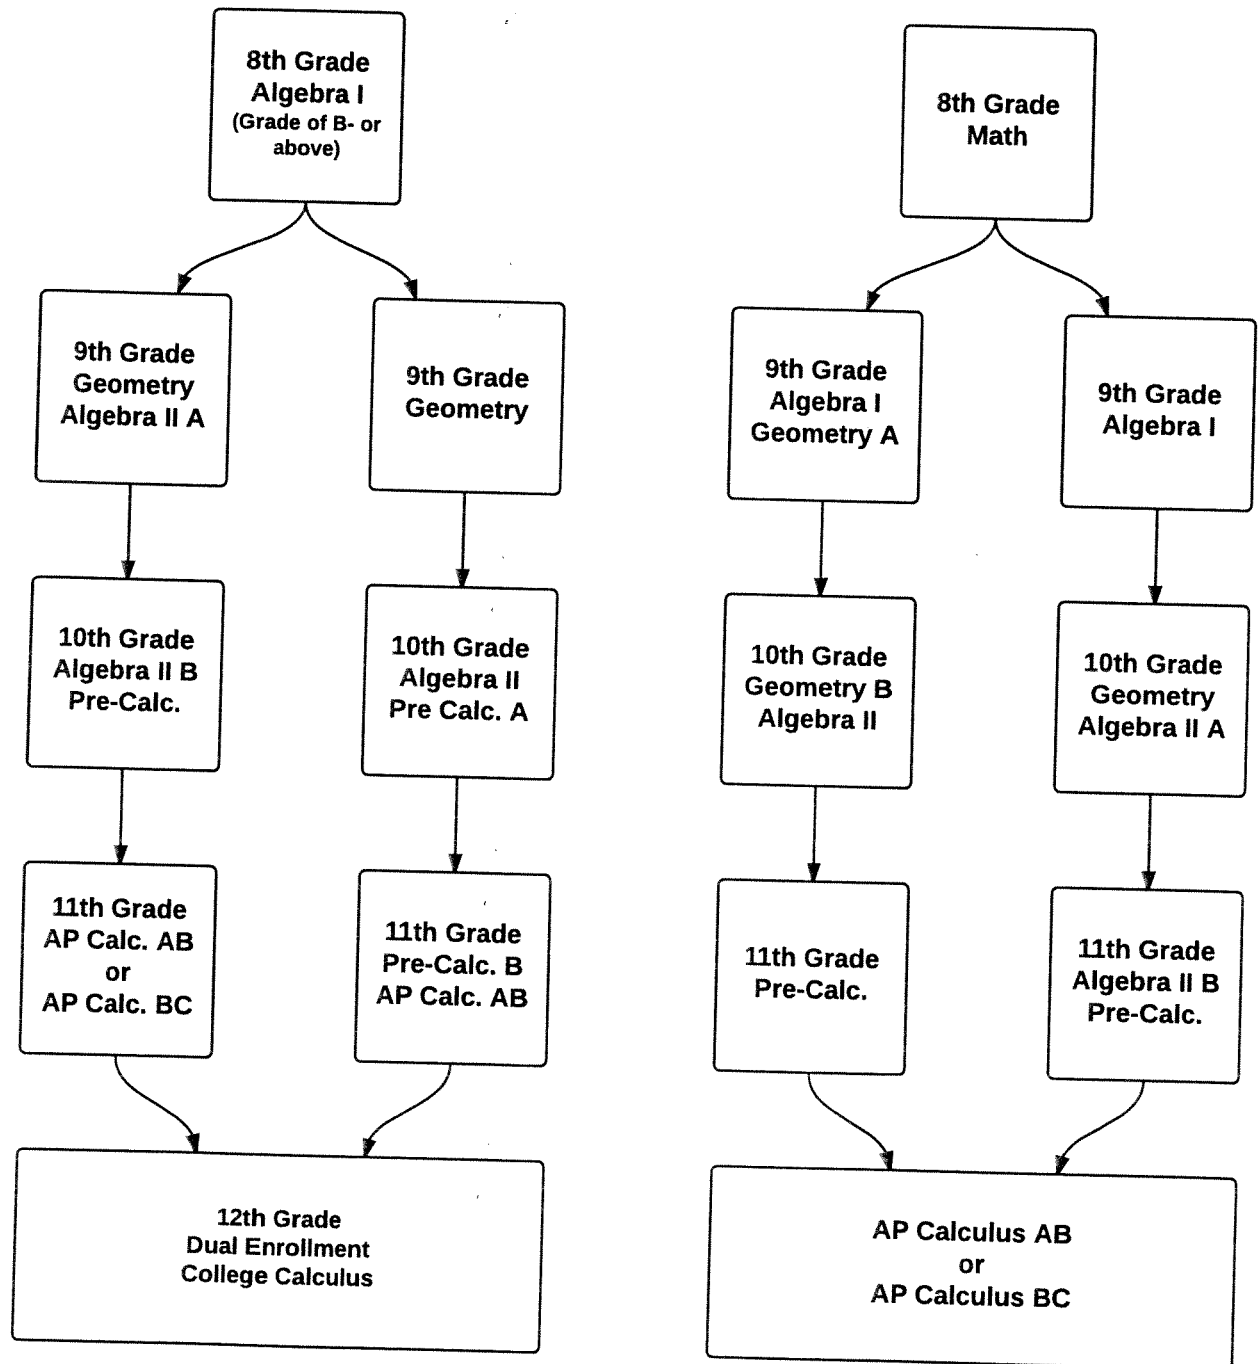 8th Grade
Algebra I
(Grade of B- or
above)
9th Grade
Geometry
Algebra II A
9th Grade
Geometry
10th Grade
Algebra II B
Pre-Calc.
10th Grade
Algebra II
Pre Calc. A
11th Grade
AP Calc. AB
or
AP Calc. BC
11th Grade
Pre-Calc. B
AP Calc. AB
12th Grade
Dual Enrollment
College Calculus
8th Grade
Math
9th Grade
Algebra I
Geometry A
9th Grade
Algebra I
10th Grade
Geometry B
Algebra II
10th Grade
Geometry
Algebra II A
11th Grade
Pre-Calc.
11th Grade
Algebra II B
Pre-Calc.
AP Calculus AB
or
AP Calculus BC